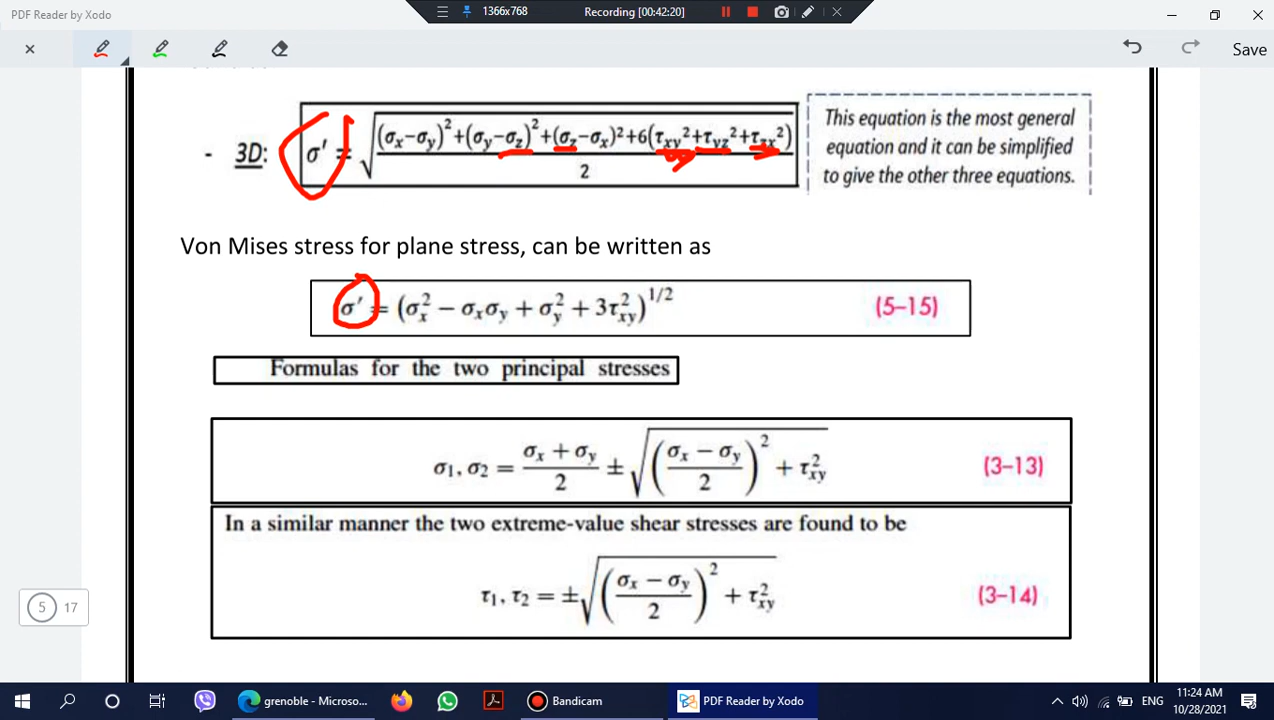 PDF Reader by Xodo
1366x768
Recording [00:42:20]
Save
- 3D: σ' = √(((σx−σy)²+(σy−σz)²+(σz−σx)²+6(τxy²+τyz²+τzx²))/2)
This equation is the most general
equation and it can be simplified
to give the other three equations.
Von Mises stress for plane stress, can be written as
σ' = (σx² − σxσy + σy² + 3τxy²)^1/2 (5–15)
Formulas for the two principal stresses
σ1, σ2 = (σx + σy)/2 ± √(((σx − σy)/2)² + τxy²) (3–13)
In a similar manner the two extreme-value shear stresses are found to be
τ1, τ2 = ±√(((σx − σy)/2)² + τxy²) (3–14)
5 17
grenoble - Microso...
Bandicam
PDF Reader by Xodo
ENG
11:24 AM
10/28/2021